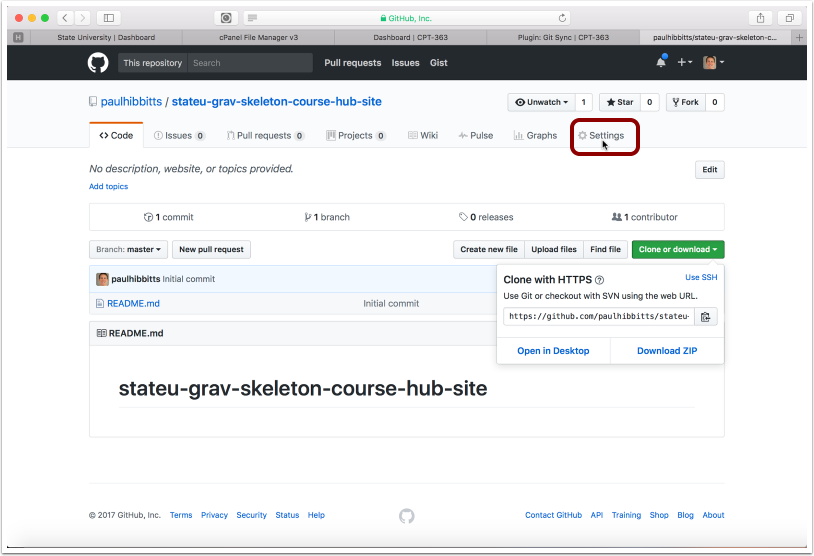 GitHub, Inc.
H State University | Dashboard cPanel File Manager v3 Dashboard | CPT-363 Plugin: Git Sync | CPT-363 paulhibbitts/stateu-grav-skeleton-c...
This repository Search Pull requests Issues Gist
paulhibbitts / stateu-grav-skeleton-course-hub-site Unwatch 1 Star 0 Fork 0
Code Issues 0 Pull requests 0 Projects 0 Wiki Pulse Graphs Settings
No description, website, or topics provided. Edit
Add topics
1 commit 1 branch 0 releases 1 contributor
Branch: master New pull request Create new file Upload files Find file Clone or download
paulhibbitts Initial commit
README.md Initial commit
Clone with HTTPS ? Use SSH
Use Git or checkout with SVN using the web URL.
https://github.com/paulhibbitts/stateu-
Open in Desktop Download ZIP
README.md
stateu-grav-skeleton-course-hub-site
© 2017 GitHub, Inc. Terms Privacy Security Status Help Contact GitHub API Training Shop Blog About